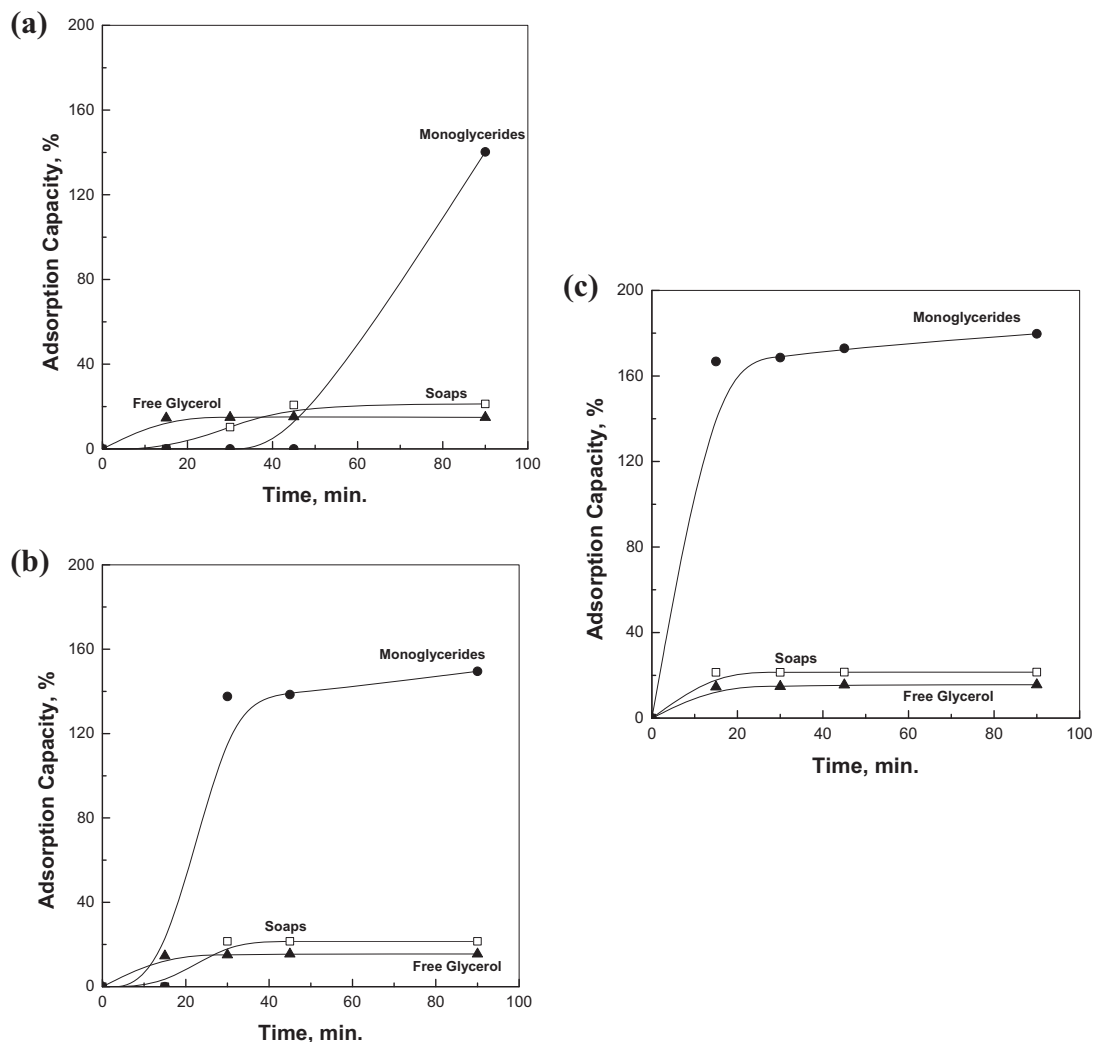 (a)
200
160
140
80
40
0
0
20
40
60
80
100
Adsorption Capacity, %
Time, min.
Monoglycerides
Free Glycerol
Soaps
(b)
200
160
140
80
40
0
0
20
40
60
80
100
Adsorption Capacity, %
Time, min.
Monoglycerides
Soaps
Free Glycerol
(c)
200
160
140
80
40
0
0
20
40
60
80
100
Adsorption Capacity, %
Time, min.
Monoglycerides
Soaps
Free Glycerol